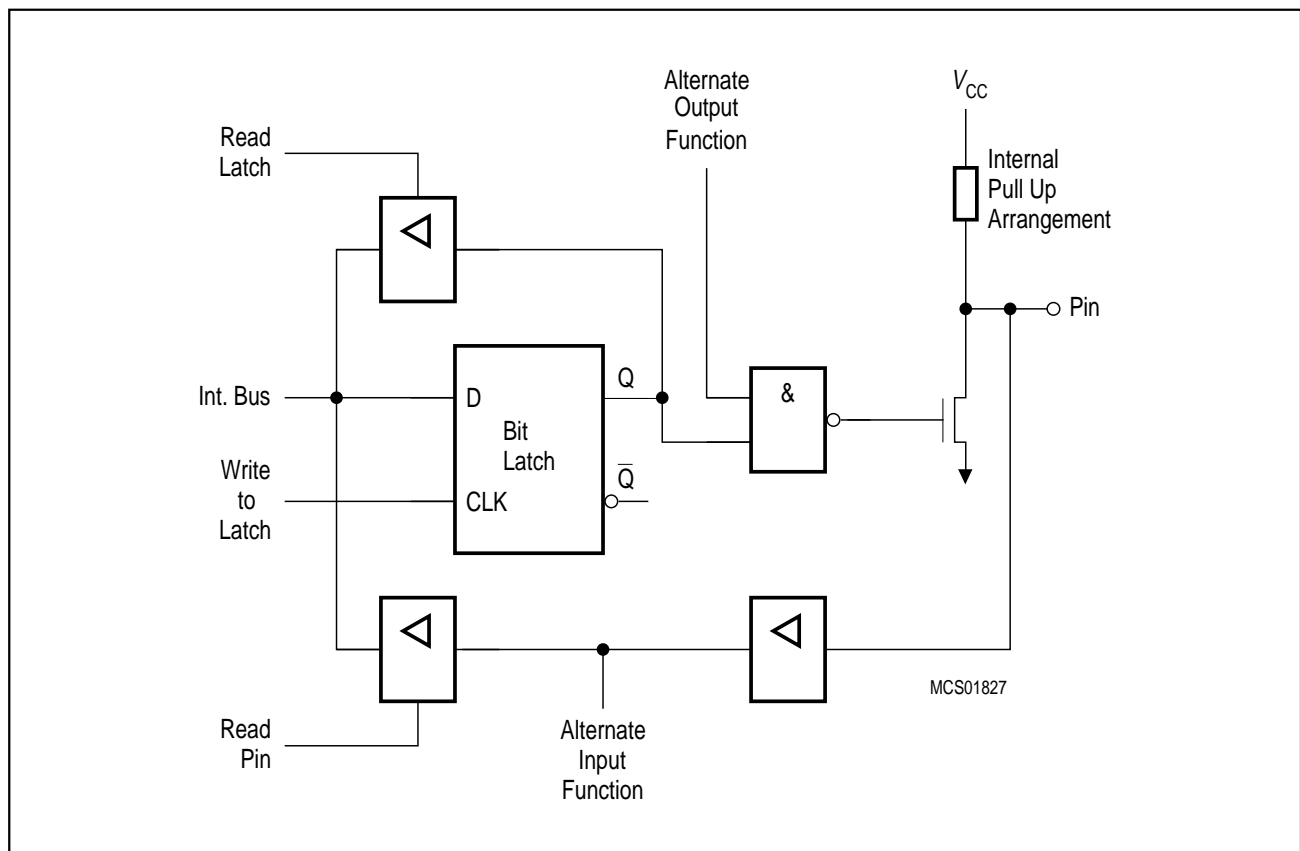 Alternate
Output
Function
V
CC
Read
Latch
Internal
Pull Up
Arrangement
Pin
Int. Bus
D
Q
&
Bit
Latch
Write
to
Latch
CLK
Q̅
MCS01827
Read
Pin
Alternate
Input
Function